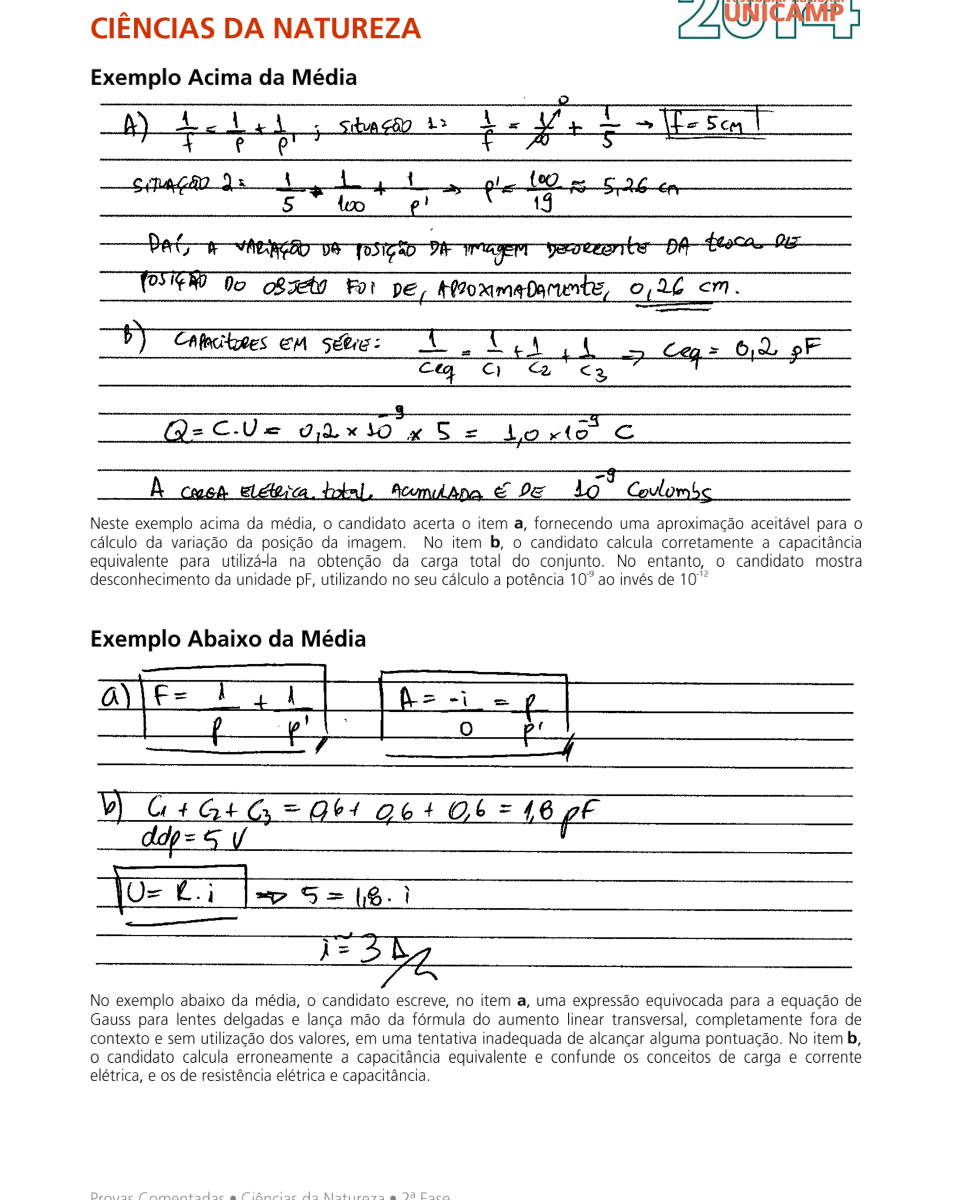 vestibular nacional
2014
UNICAMP
CIÊNCIAS DA NATUREZA
Exemplo Acima da Média
A) 1/f = 1/p + 1/p' ; SITUAÇÃO 1: 1/f = 1/∞ + 1/5 → f = 5 cm
0
SITUAÇÃO 2: 1/5 = 1/100 + 1/p' → p' = 100/19 ≈ 5,26 cm
DAÍ, A VARIAÇÃO DA POSIÇÃO DA IMAGEM DECORRENTE DA TROCA DE
POSIÇÃO DO OBJETO FOI DE, APROXIMADAMENTE, 0,26 cm.
B) CAPACITORES EM SÉRIE: 1/Ceq = 1/C1 + 1/C2 + 1/C3 ⇒ Ceq = 0,2 pF
Q = C.U = 0,2 × 10⁻⁹ × 5 = 1,0 × 10⁻⁹ C
A CARGA ELÉTRICA total ACUMULADA É DE 10⁻⁹ Coulombs
Neste exemplo acima da média, o candidato acerta o item a, fornecendo uma aproximação aceitável para o
cálculo da variação da posição da imagem. No item b, o candidato calcula corretamente a capacitância
equivalente para utilizá-la na obtenção da carga total do conjunto. No entanto, o candidato mostra
desconhecimento da unidade pF, utilizando no seu cálculo a potência 10⁻⁹ ao invés de 10⁻¹²
Exemplo Abaixo da Média
a) F = 1/p + 1/p' , A = -i/o = p/p'
b) C1 + C2 + C3 = 0,6 + 0,6 + 0,6 = 1,8 pF
ddp = 5 V
U = R.i ⇒ 5 = 1,8 . i
i ≅ 3 A
No exemplo abaixo da média, o candidato escreve, no item a, uma expressão equivocada para a equação de
Gauss para lentes delgadas e lança mão da fórmula do aumento linear transversal, completamente fora de
contexto e sem utilização dos valores, em uma tentativa inadequada de alcançar alguma pontuação. No item b,
o candidato calcula erroneamente a capacitância equivalente e confunde os conceitos de carga e corrente
elétrica, e os de resistência elétrica e capacitância.
Provas Comentadas • Ciências da Natureza • 2ª Fase